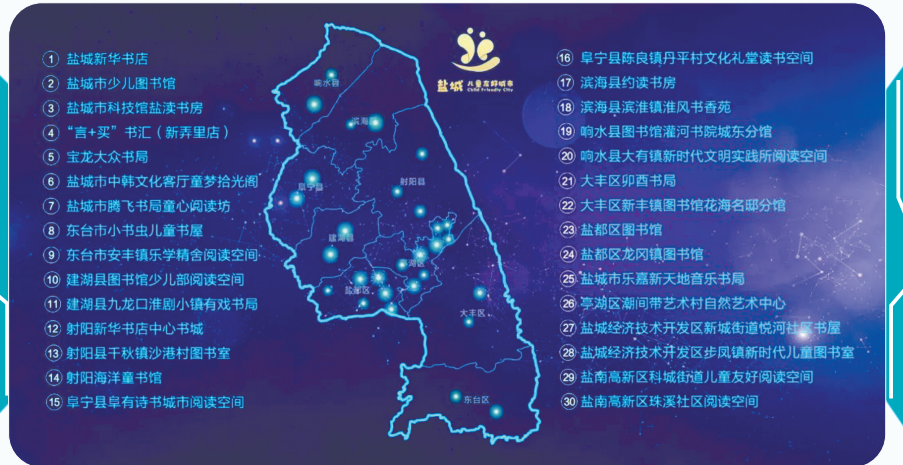 ① 盐城新华书店
② 盐城市少儿图书馆
③ 盐城市科技馆盐渎书房
④ “言+买”书汇（新弄里店）
⑤ 宝龙大众书局
⑥ 盐城市中韩文化客厅童梦拾光阁
⑦ 盐城市腾飞书局童心阅读坊
⑧ 东台市小书虫儿童书屋
⑨ 东台市安丰镇乐学精舍阅读空间
⑩ 建湖县图书馆少儿部阅读空间
⑪ 建湖县九龙口淮剧小镇有戏书局
⑫ 射阳新华书店中心书城
⑬ 射阳县千秋镇沙港村图书室
⑭ 射阳海洋童书馆
⑮ 阜宁县阜有诗书城市阅读空间
盐城 儿童友好城市
Child Friendly City
响水县
滨海
阜宁县
射阳县
建湖县
亭湖区
盐都区
大丰区
东台区
⑯ 阜宁县陈良镇丹平村文化礼堂读书空间
⑰ 滨海县约读书房
⑱ 滨海县滨淮镇淮风书香苑
⑲ 响水县图书馆灌河书院城东分馆
⑳ 响水县大有镇新时代文明实践所阅读空间
㉑ 大丰区卯酉书局
㉒ 大丰区新丰镇图书馆花海名邸分馆
㉓ 盐都区图书馆
㉔ 盐都区龙冈镇图书馆
㉕ 盐城市乐嘉新天地音乐书局
㉖ 亭湖区潮间带艺术村自然艺术中心
㉗ 盐城经济技术开发区新城街道悦河社区书屋
㉘ 盐城经济技术开发区步凤镇新时代儿童图书室
㉙ 盐南高新区科城街道儿童友好阅读空间
㉚ 盐南高新区珠溪社区阅读空间